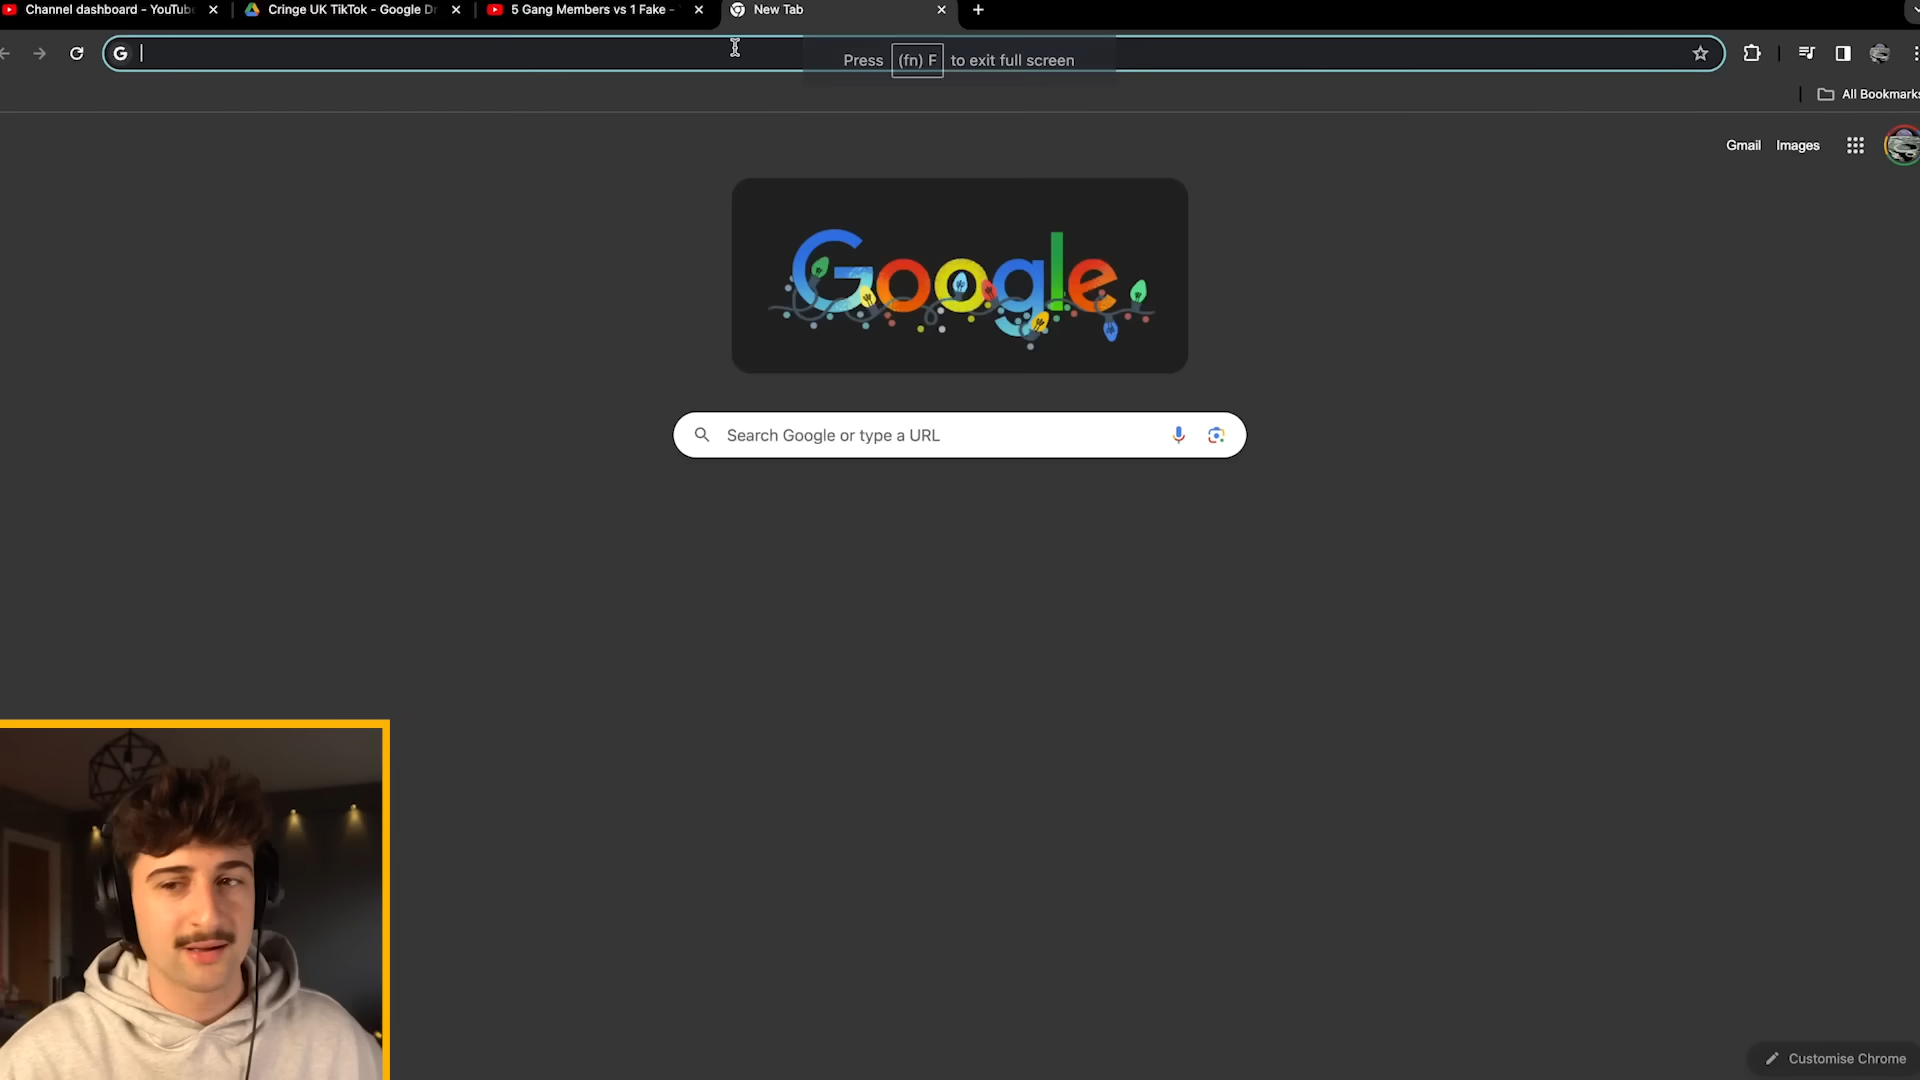 Channel dashboard - YouTube
Cringe UK TikTok - Google Dr
5 Gang Members vs 1 Fake -
New Tab
Press (fn) F to exit full screen
All Bookmarks
Gmail Images
Google
Search Google or type a URL
Customise Chrome